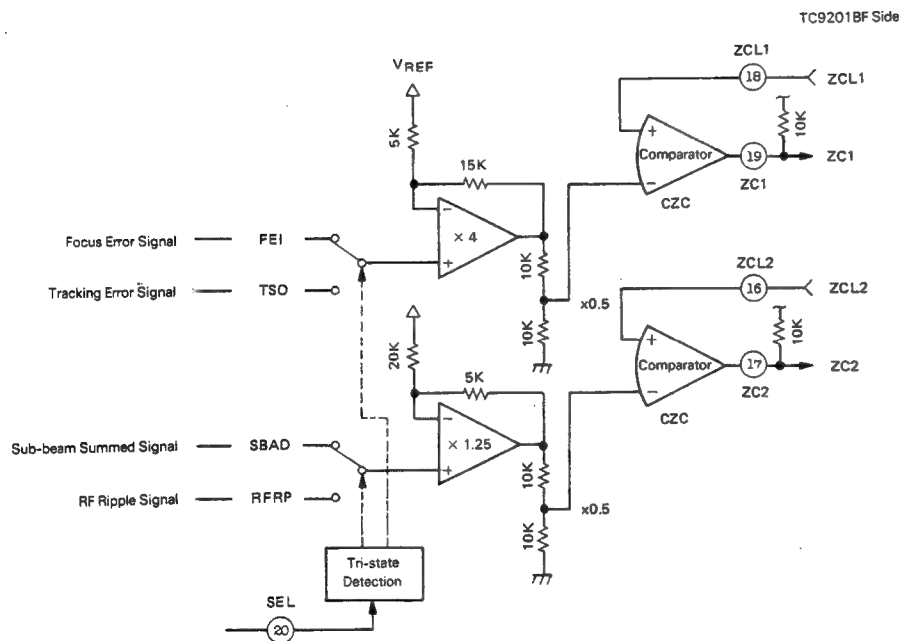 TC9201BF Side
ZCL1
18
ZCL1
VREF
10K
5K
+
Comparator
19
ZC1
15K
−
ZC1
CZC
−
× 4
Focus Error Signal
FEI
+
10K
ZCL2
Tracking Error Signal
TSO
16
ZCL2
x0.5
10K
10K
+
20K
Comparator
17
ZC2
5K
−
ZC2
CZC
−
Sub-beam Summed Signal
SBAD
× 1.25
+
10K
RF Ripple Signal
RFRP
x0.5
10K
Tri-state
Detection
SEL
20